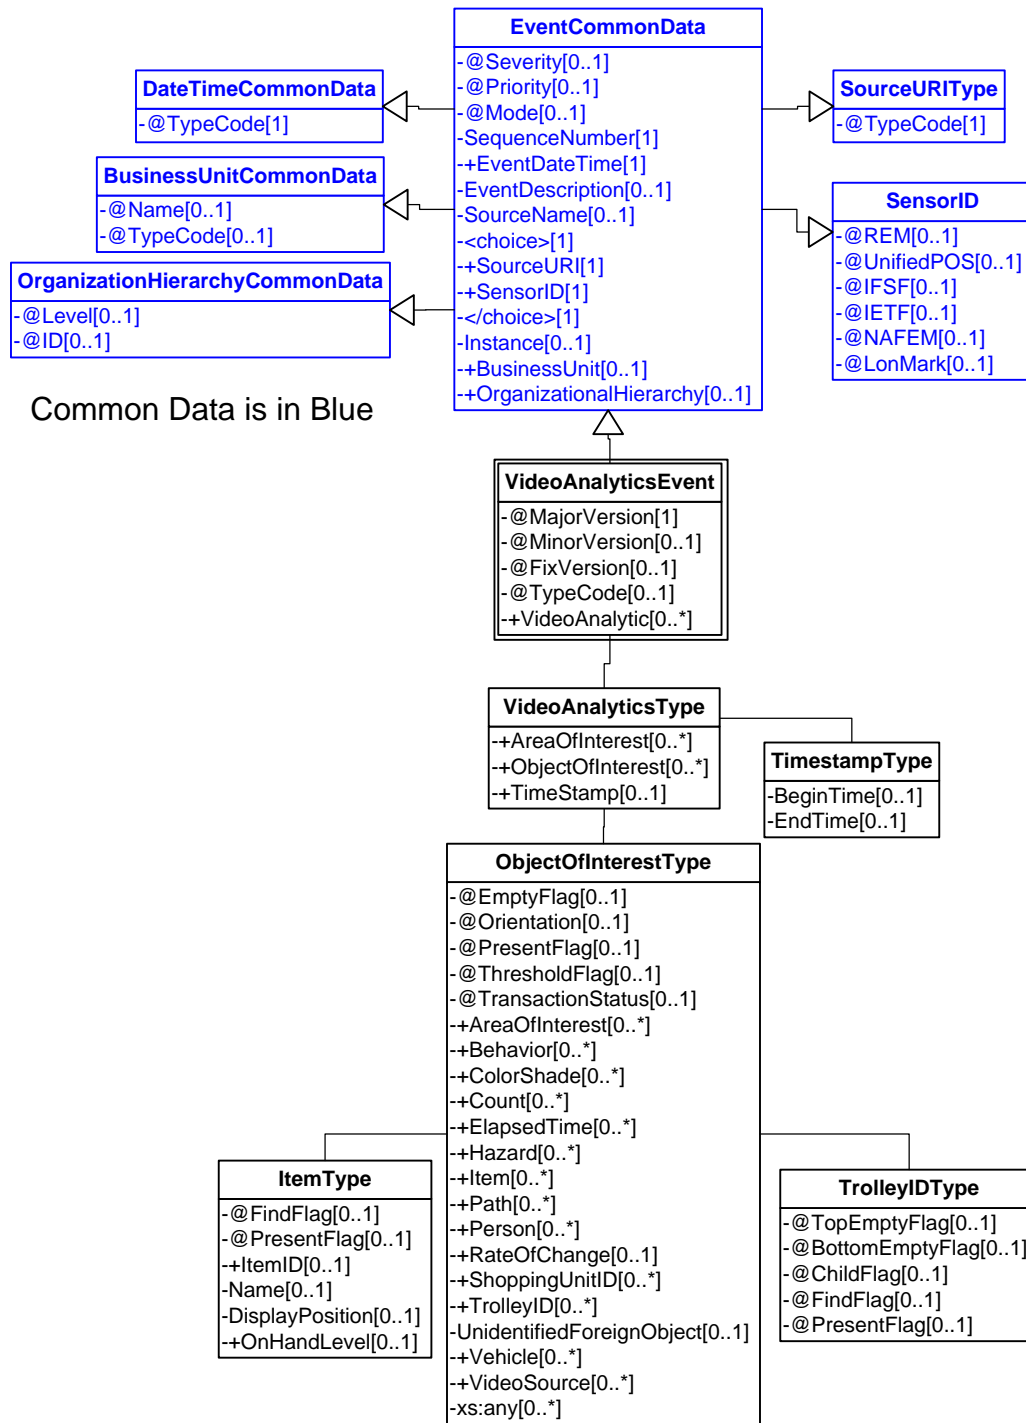 EventCommonData
-@Severity[0..1]
-@Priority[0..1]
-@Mode[0..1]
-SequenceNumber[1]
-+EventDateTime[1]
-EventDescription[0..1]
-SourceName[0..1]
-<choice>[1]
-+SourceURI[1]
-+SensorID[1]
-</choice>[1]
-Instance[0..1]
-+BusinessUnit[0..1]
-+OrganizationalHierarchy[0..1]
DateTimeCommonData
-@TypeCode[1]
BusinessUnitCommonData
-@Name[0..1]
-@TypeCode[0..1]
OrganizationHierarchyCommonData
-@Level[0..1]
-@ID[0..1]
SourceURIType
-@TypeCode[1]
SensorID
-@REM[0..1]
-@UnifiedPOS[0..1]
-@IFSF[0..1]
-@IETF[0..1]
-@NAFEM[0..1]
-@LonMark[0..1]
Common Data is in Blue
VideoAnalyticsEvent
-@MajorVersion[1]
-@MinorVersion[0..1]
-@FixVersion[0..1]
-@TypeCode[0..1]
-+VideoAnalytic[0..*]
VideoAnalyticsType
-+AreaOfInterest[0..*]
-+ObjectOfInterest[0..*]
-+TimeStamp[0..1]
TimestampType
-BeginTime[0..1]
-EndTime[0..1]
ObjectOfInterestType
-@EmptyFlag[0..1]
-@Orientation[0..1]
-@PresentFlag[0..1]
-@ThresholdFlag[0..1]
-@TransactionStatus[0..1]
-+AreaOfInterest[0..*]
-+Behavior[0..*]
-+ColorShade[0..*]
-+Count[0..*]
-+ElapsedTime[0..*]
-+Hazard[0..*]
-+Item[0..*]
-+Path[0..*]
-+Person[0..*]
-+RateOfChange[0..*]
-+ShoppingUnitID[0..*]
-+TrolleyID[0..*]
-UnidentifiedForeignObject[0..1]
-+Vehicle[0..*]
-+VideoSource[0..*]
-xs:any[0..*]
ItemType
-@FindFlag[0..1]
-@PresentFlag[0..1]
-+ItemID[0..1]
-Name[0..1]
-DisplayPosition[0..1]
-+OnHandLevel[0..1]
TrolleyIDType
-@TopEmptyFlag[0..1]
-@BottomEmptyFlag[0..1]
-@ChildFlag[0..1]
-@FindFlag[0..1]
-@PresentFlag[0..1]